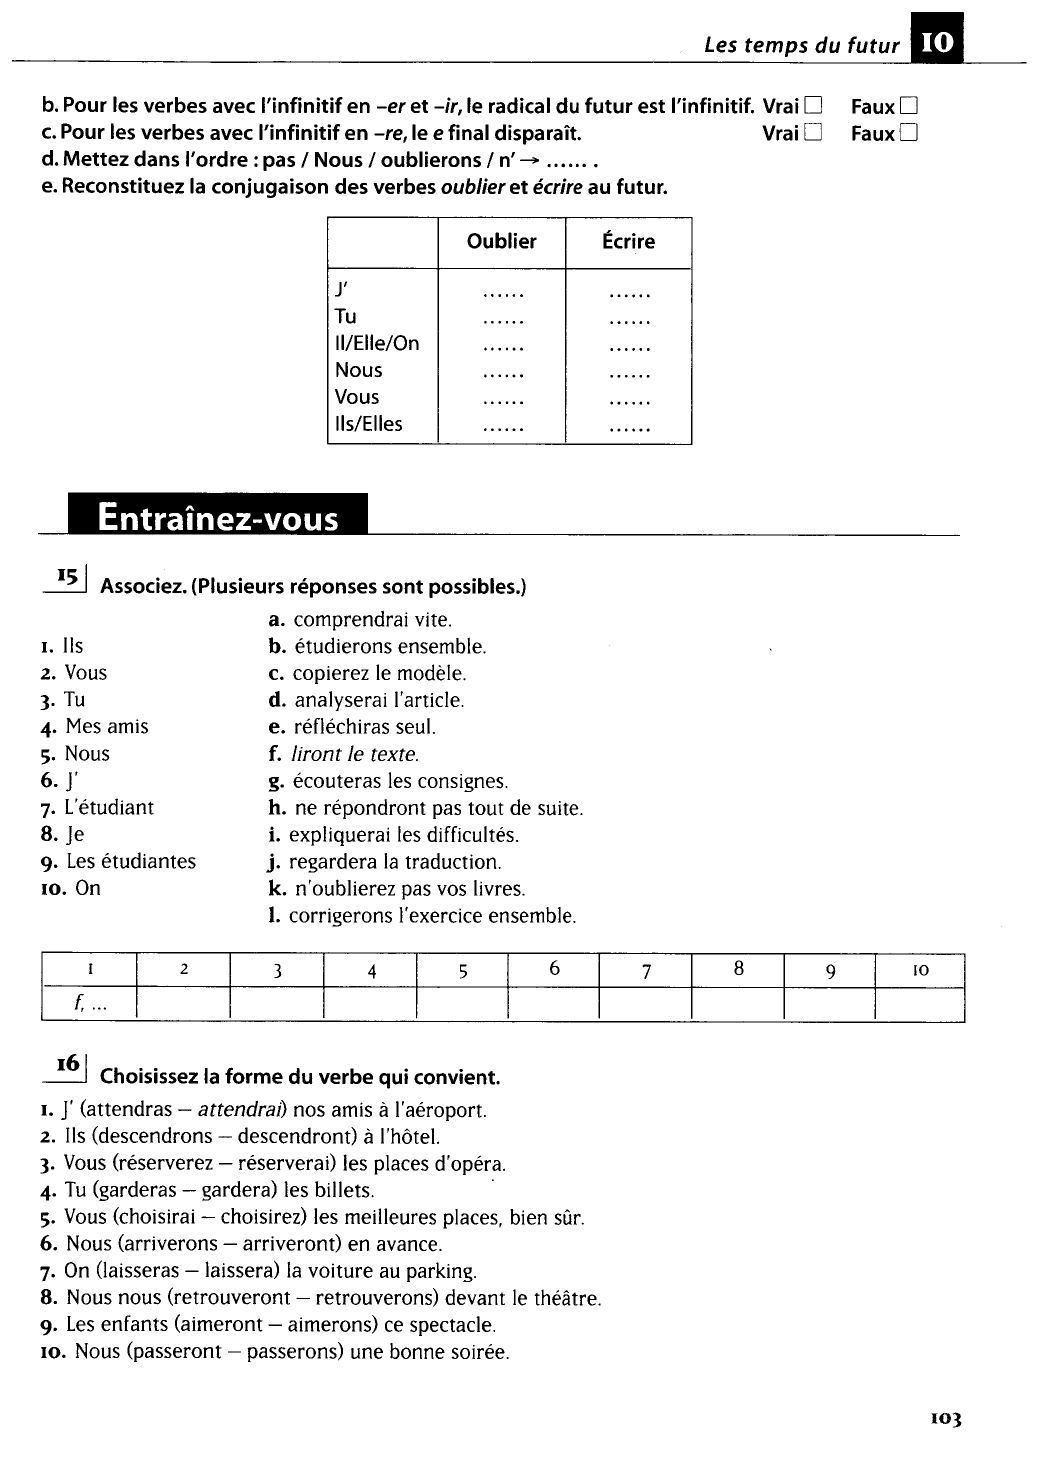 Les temps du futur 10
b. Pour les verbes avec l'infinitif en –er et –ir, le radical du futur est l'infinitif. Vrai □ Faux □
c. Pour les verbes avec l'infinitif en –re, le e final disparaît. Vrai □ Faux □
d. Mettez dans l'ordre : pas / Nous / oublierons / n' → …… .
e. Reconstituez la conjugaison des verbes oublier et écrire au futur.
Oublier Écrire
J' ...... ......
Tu ...... ......
Il/Elle/On ...... ......
Nous ...... ......
Vous ...... ......
Ils/Elles ...... ......
Entraînez-vous
15 Associez. (Plusieurs réponses sont possibles.)
a. comprendrai vite.
1. Ils b. étudierons ensemble.
2. Vous c. copierez le modèle.
3. Tu d. analyserai l'article.
4. Mes amis e. réfléchiras seul.
5. Nous f. liront le texte.
6. J' g. écouteras les consignes.
7. L'étudiant h. ne répondront pas tout de suite.
8. Je i. expliquerai les difficultés.
9. Les étudiantes j. regardera la traduction.
10. On k. n'oublierez pas vos livres.
l. corrigerons l'exercice ensemble.
1 2 3 4 5 6 7 8 9 10
f, ...
16 Choisissez la forme du verbe qui convient.
1. J' (attendras – attendrai) nos amis à l'aéroport.
2. Ils (descendrons – descendront) à l'hôtel.
3. Vous (réserverez – réserverai) les places d'opéra.
4. Tu (garderas – gardera) les billets.
5. Vous (choisirai – choisirez) les meilleures places, bien sûr.
6. Nous (arriverons – arriveront) en avance.
7. On (laisseras – laissera) la voiture au parking.
8. Nous nous (retrouveront – retrouverons) devant le théâtre.
9. Les enfants (aimeront – aimerons) ce spectacle.
10. Nous (passeront – passerons) une bonne soirée.
103